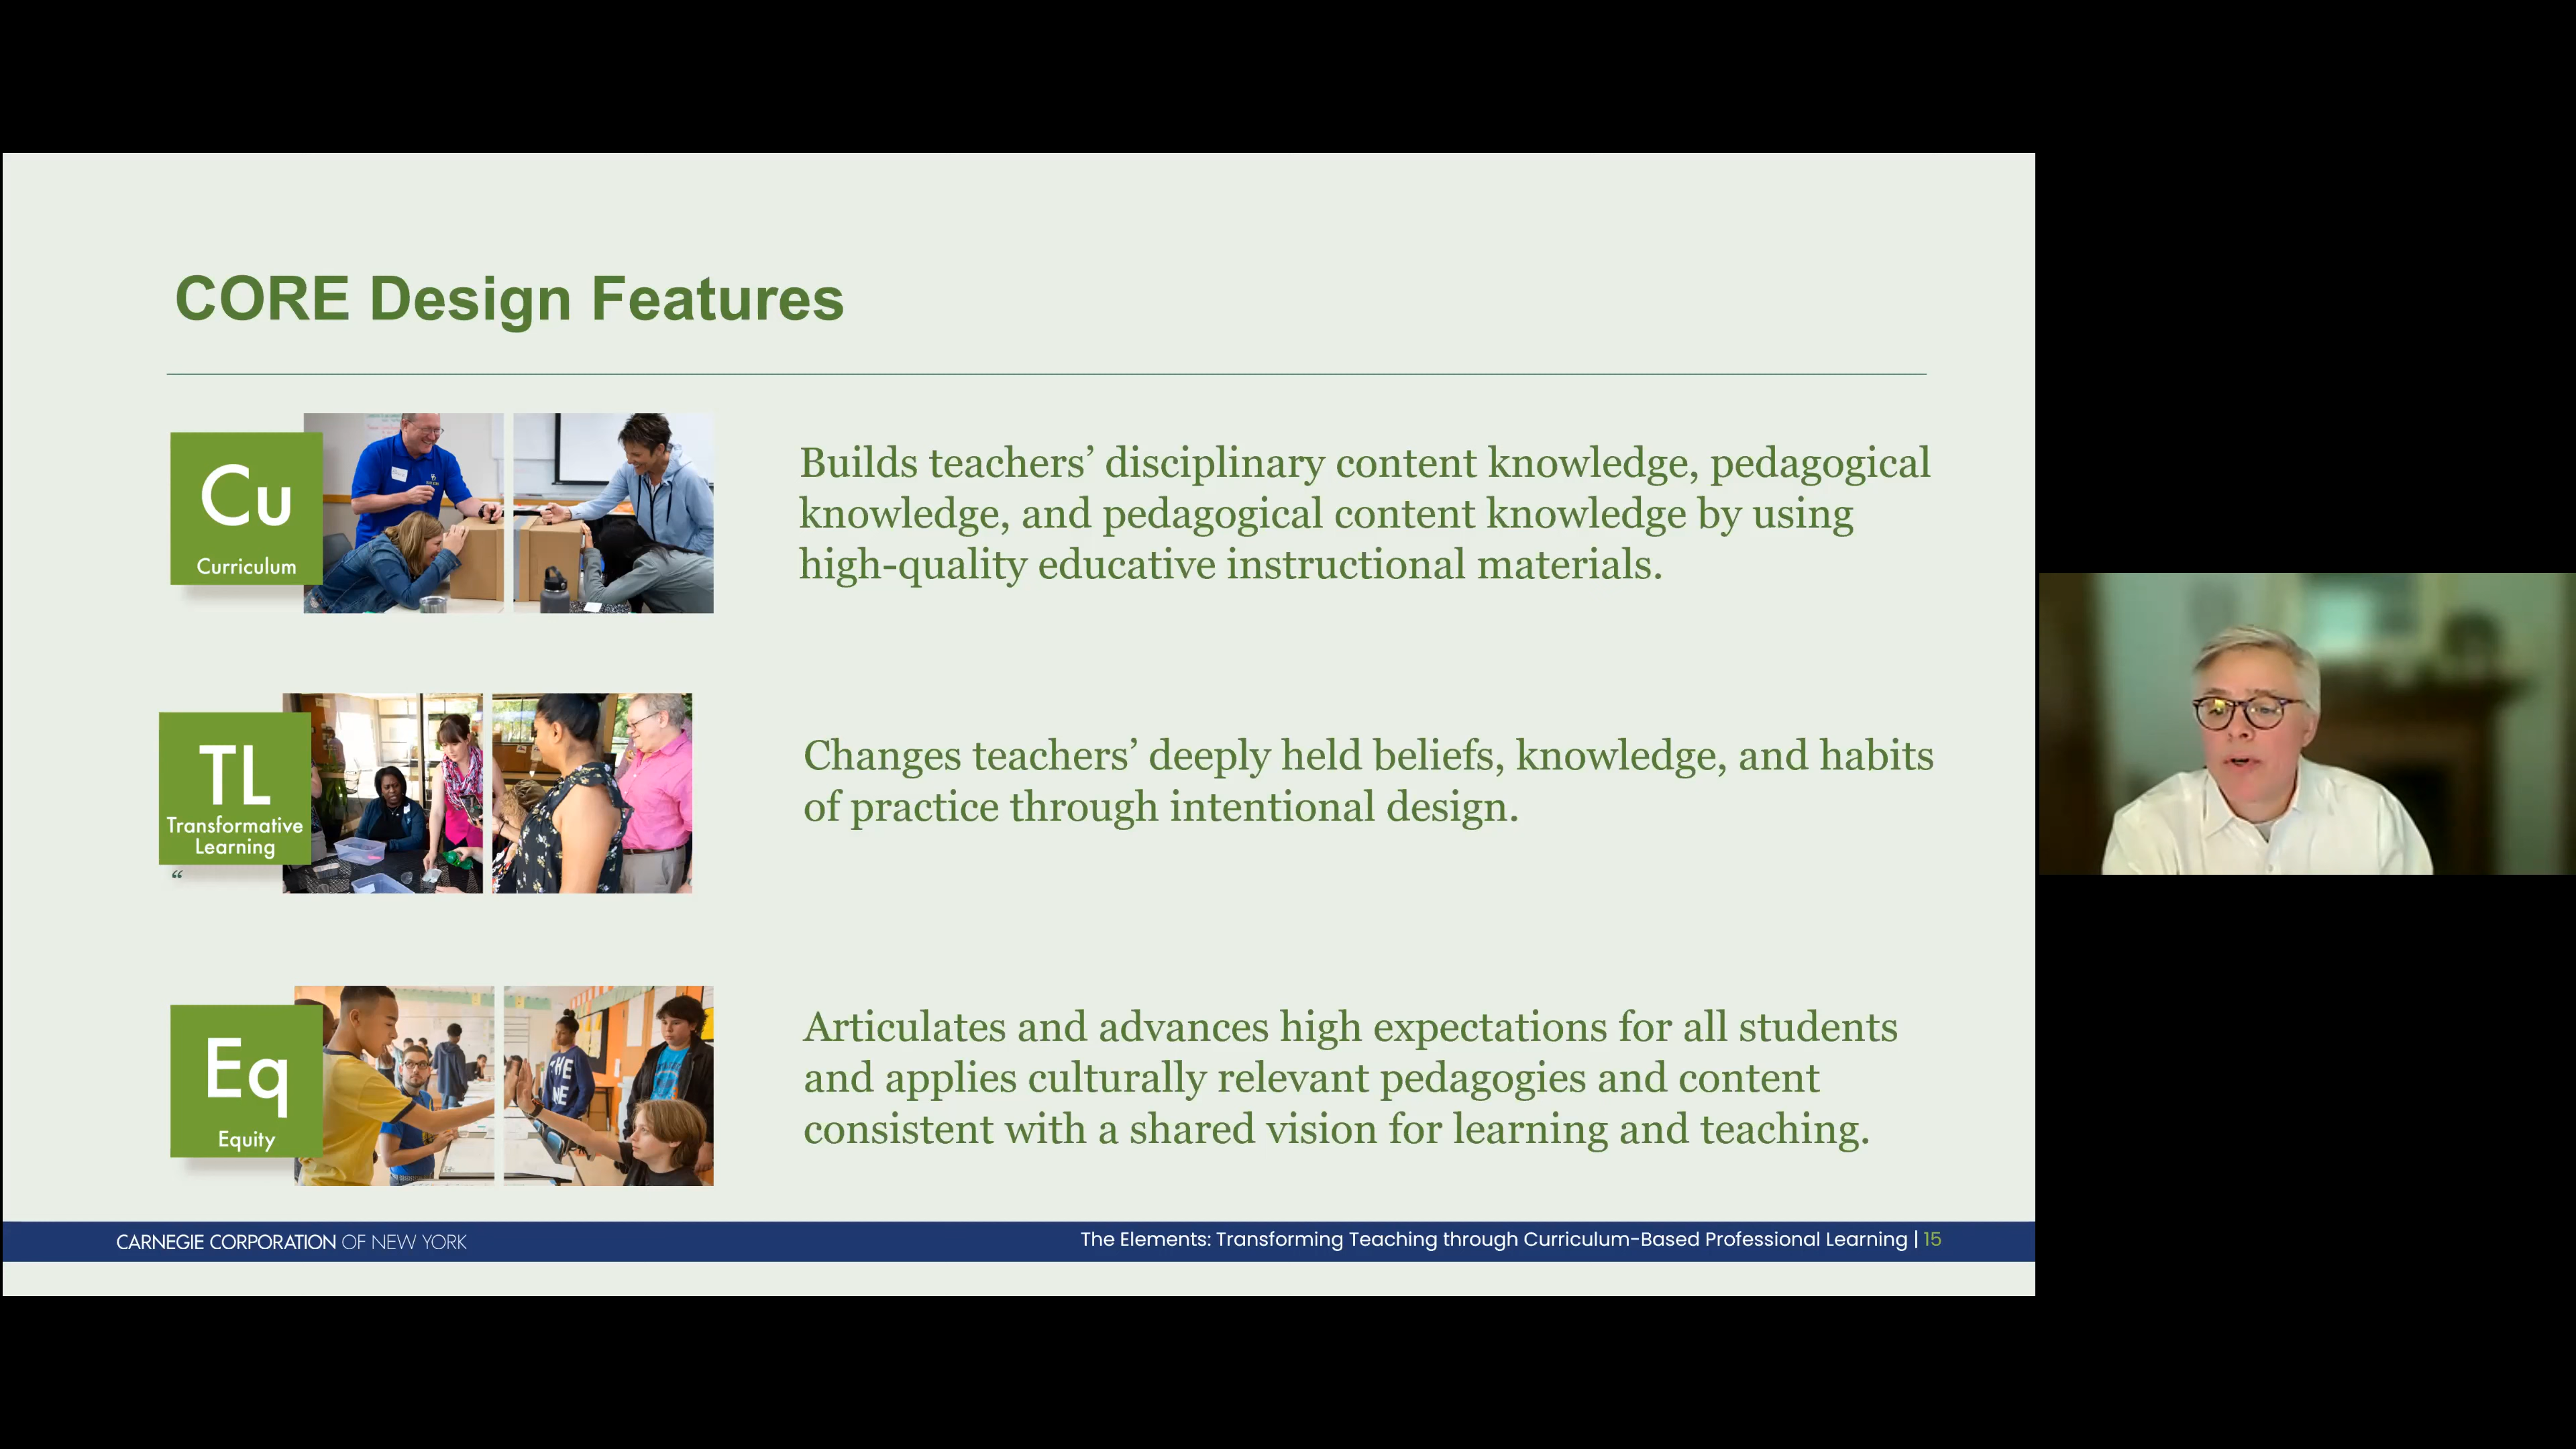 CORE Design Features
Cu
Curriculum
Builds teachers’ disciplinary content knowledge, pedagogical
knowledge, and pedagogical content knowledge by using
high-quality educative instructional materials.
TL
Transformative
Learning
“
Changes teachers’ deeply held beliefs, knowledge, and habits
of practice through intentional design.
Eq
Equity
Articulates and advances high expectations for all students
and applies culturally relevant pedagogies and content
consistent with a shared vision for learning and teaching.
CARNEGIE CORPORATION OF NEW YORK
The Elements: Transforming Teaching through Curriculum-Based Professional Learning | 15